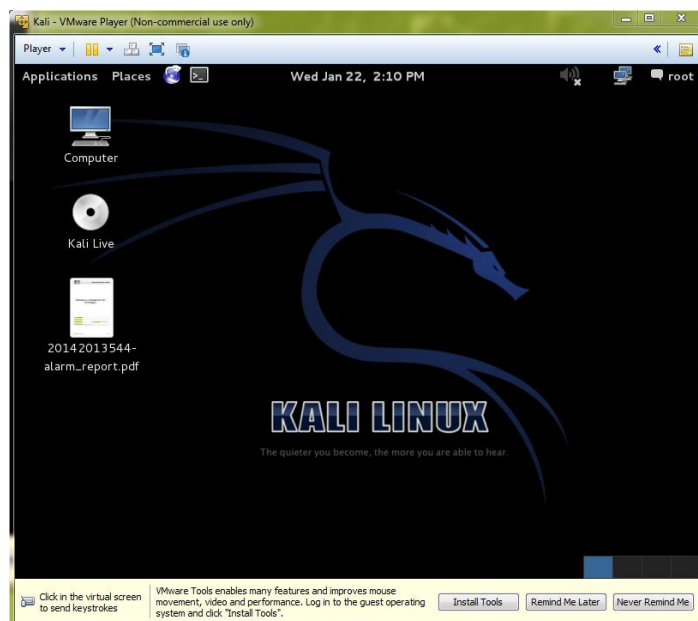 Kali - VMware Player (Non-commercial use only)
Player
Applications Places Wed Jan 22, 2:10 PM root
Computer
Kali Live
20142013544-
alarm_report.pdf
KALI LINUX
The quieter you become, the more you are able to hear.
Click in the virtual screen
to send keystrokes
VMware Tools enables many features and improves mouse
movement, video and performance. Log in to the guest operating
system and click "Install Tools".
Install Tools Remind Me Later Never Remind Me